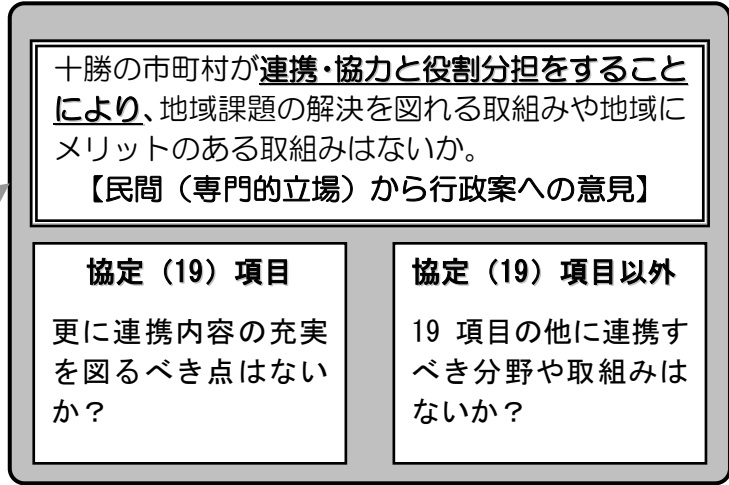 十勝の市町村が連携・協力と役割分担をすること
により、地域課題の解決を図れる取組みや地域に
メリットのある取組みはないか。
【民間（専門的立場）から行政案への意見】
協定（19）項目
更に連携内容の充実
を図るべき点はない
か？
協定（19）項目以外
19 項目の他に連携す
べき分野や取組みは
ないか？